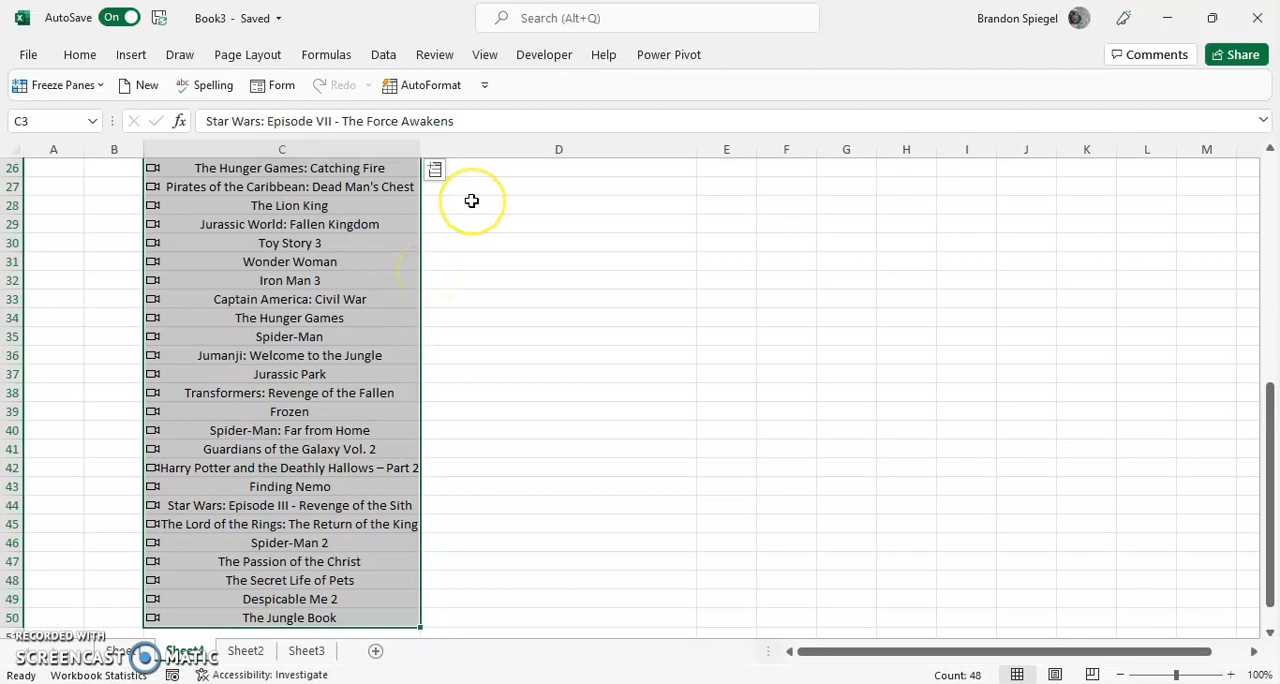 AutoSave On Book3 - Saved Search (Alt+Q) Brandon Spiegel
File Home Insert Draw Page Layout Formulas Data Review View Developer Help Power Pivot Comments Share
Freeze Panes New Spelling Form Redo AutoFormat
C3 fx Star Wars: Episode VII - The Force Awakens
A B C D E F G H I J K L M
26 The Hunger Games: Catching Fire
27 Pirates of the Caribbean: Dead Man's Chest
28 The Lion King
29 Jurassic World: Fallen Kingdom
30 Toy Story 3
31 Wonder Woman
32 Iron Man 3
33 Captain America: Civil War
34 The Hunger Games
35 Spider-Man
36 Jumanji: Welcome to the Jungle
37 Jurassic Park
38 Transformers: Revenge of the Fallen
39 Frozen
40 Spider-Man: Far from Home
41 Guardians of the Galaxy Vol. 2
42 Harry Potter and the Deathly Hallows – Part 2
43 Finding Nemo
44 Star Wars: Episode III - Revenge of the Sith
45 The Lord of the Rings: The Return of the King
46 Spider-Man 2
47 The Passion of the Christ
48 The Secret Life of Pets
49 Despicable Me 2
50 The Jungle Book
RECORDED WITH
SCREENCAST-O-MATIC
Sheet2 Sheet3
Ready Workbook Statistics Accessibility: Investigate Count: 48 100%